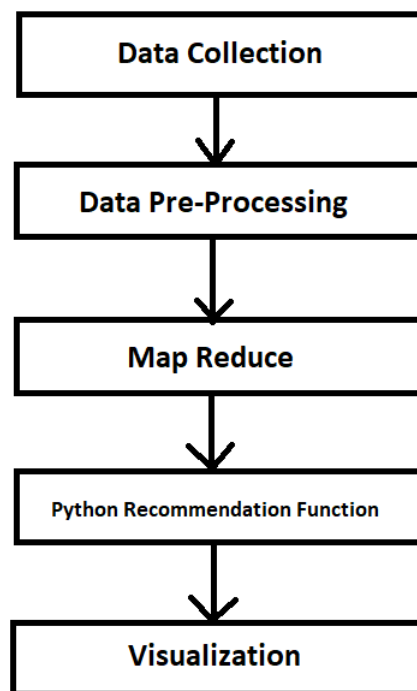 Data Collection
Data Pre-Processing
Map Reduce
Python Recommendation Function
Visualization